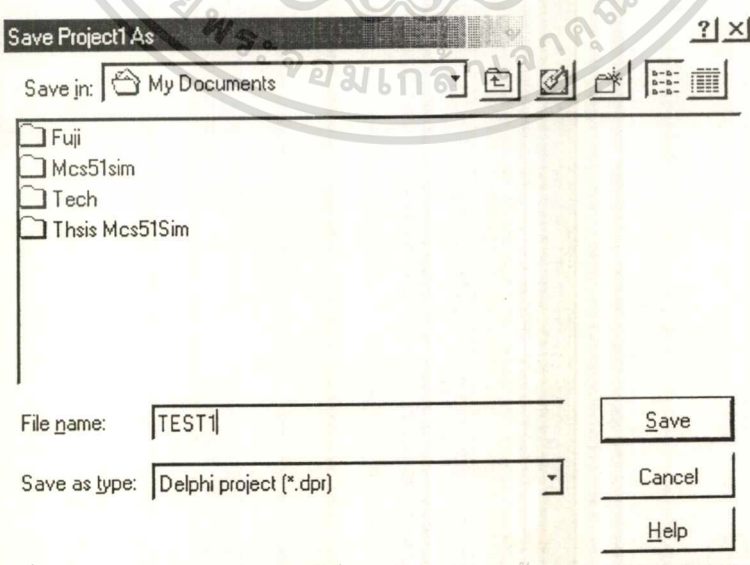 Save Project1 As
Save in: My Documents
Fuji
Mcs51sim
Tech
Thsis Mcs51Sim
File name: TEST1
Save
Save as type: Delphi project (*.dpr)
Cancel
Help